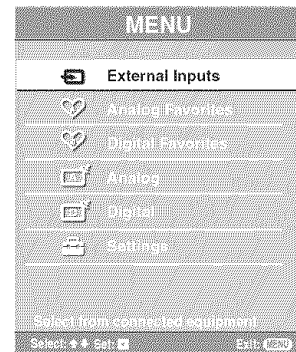 MENU
External Inputs
Analog Favorites
Digital Favorites
Analog
Digital
Settings
Select from connected equipment
Select: Set: Exit: MENU